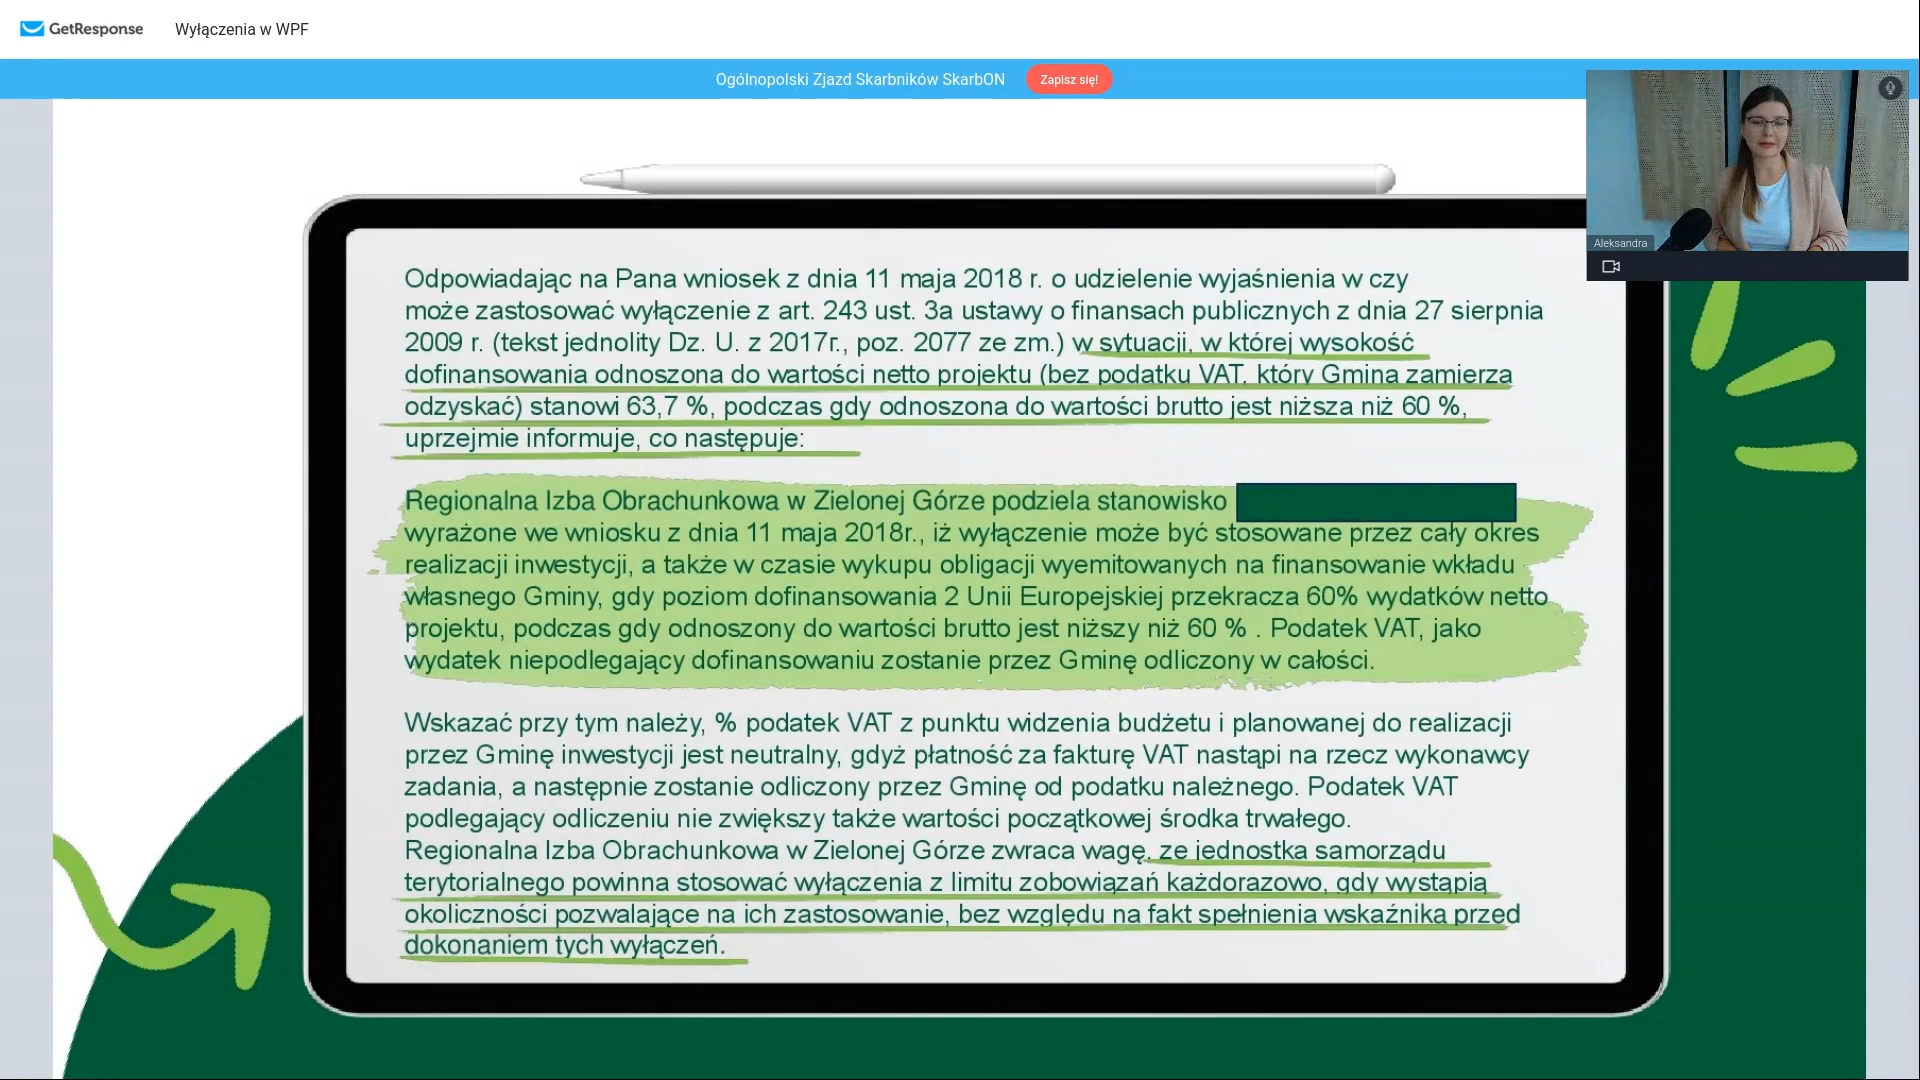 GetResponse
Wyłączenia w WPF
Ogólnopolski Zjazd Skarbników SkarbON
Zapisz się!
Aleksandra
Odpowiadając na Pana wniosek z dnia 11 maja 2018 r. o udzielenie wyjaśnienia w czy
może zastosować wyłączenie z art. 243 ust. 3a ustawy o finansach publicznych z dnia 27 sierpnia
2009 r. (tekst jednolity Dz. U. z 2017r., poz. 2077 ze zm.) w sytuacji, w której wysokość
dofinansowania odnoszona do wartości netto projektu (bez podatku VAT, który Gmina zamierza
odzyskać) stanowi 63,7 %, podczas gdy odnoszona do wartości brutto jest niższa niż 60 %,
uprzejmie informuje, co następuje:
Regionalna Izba Obrachunkowa w Zielonej Górze podziela stanowisko
wyrażone we wniosku z dnia 11 maja 2018r., iż wyłączenie może być stosowane przez cały okres
realizacji inwestycji, a także w czasie wykupu obligacji wyemitowanych na finansowanie wkładu
własnego Gminy, gdy poziom dofinansowania 2 Unii Europejskiej przekracza 60% wydatków netto
projektu, podczas gdy odnoszony do wartości brutto jest niższy niż 60 % . Podatek VAT, jako
wydatek niepodlegający dofinansowaniu zostanie przez Gminę odliczony w całości.
Wskazać przy tym należy, % podatek VAT z punktu widzenia budżetu i planowanej do realizacji
przez Gminę inwestycji jest neutralny, gdyż płatność za fakturę VAT nastąpi na rzecz wykonawcy
zadania, a następnie zostanie odliczony przez Gminę od podatku należnego. Podatek VAT
podlegający odliczeniu nie zwiększy także wartości początkowej środka trwałego.
Regionalna Izba Obrachunkowa w Zielonej Górze zwraca wagę, ze jednostka samorządu
terytorialnego powinna stosować wyłączenia z limitu zobowiązań każdorazowo, gdy wystąpią
okoliczności pozwalające na ich zastosowanie, bez względu na fakt spełnienia wskaźnika przed
dokonaniem tych wyłączeń.